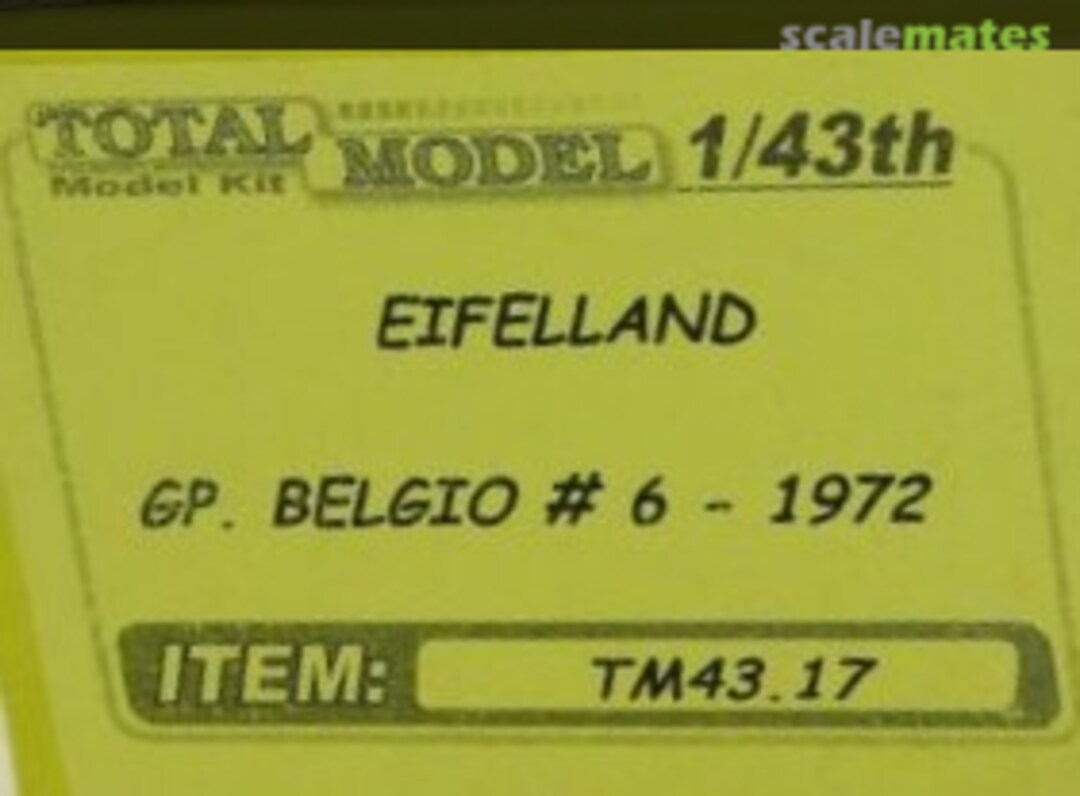 scalemates
TOTAL MODEL 1/43th
Model Kit
EIFELLAND
GP. BELGIO # 6 - 1972
ITEM: TM43.17